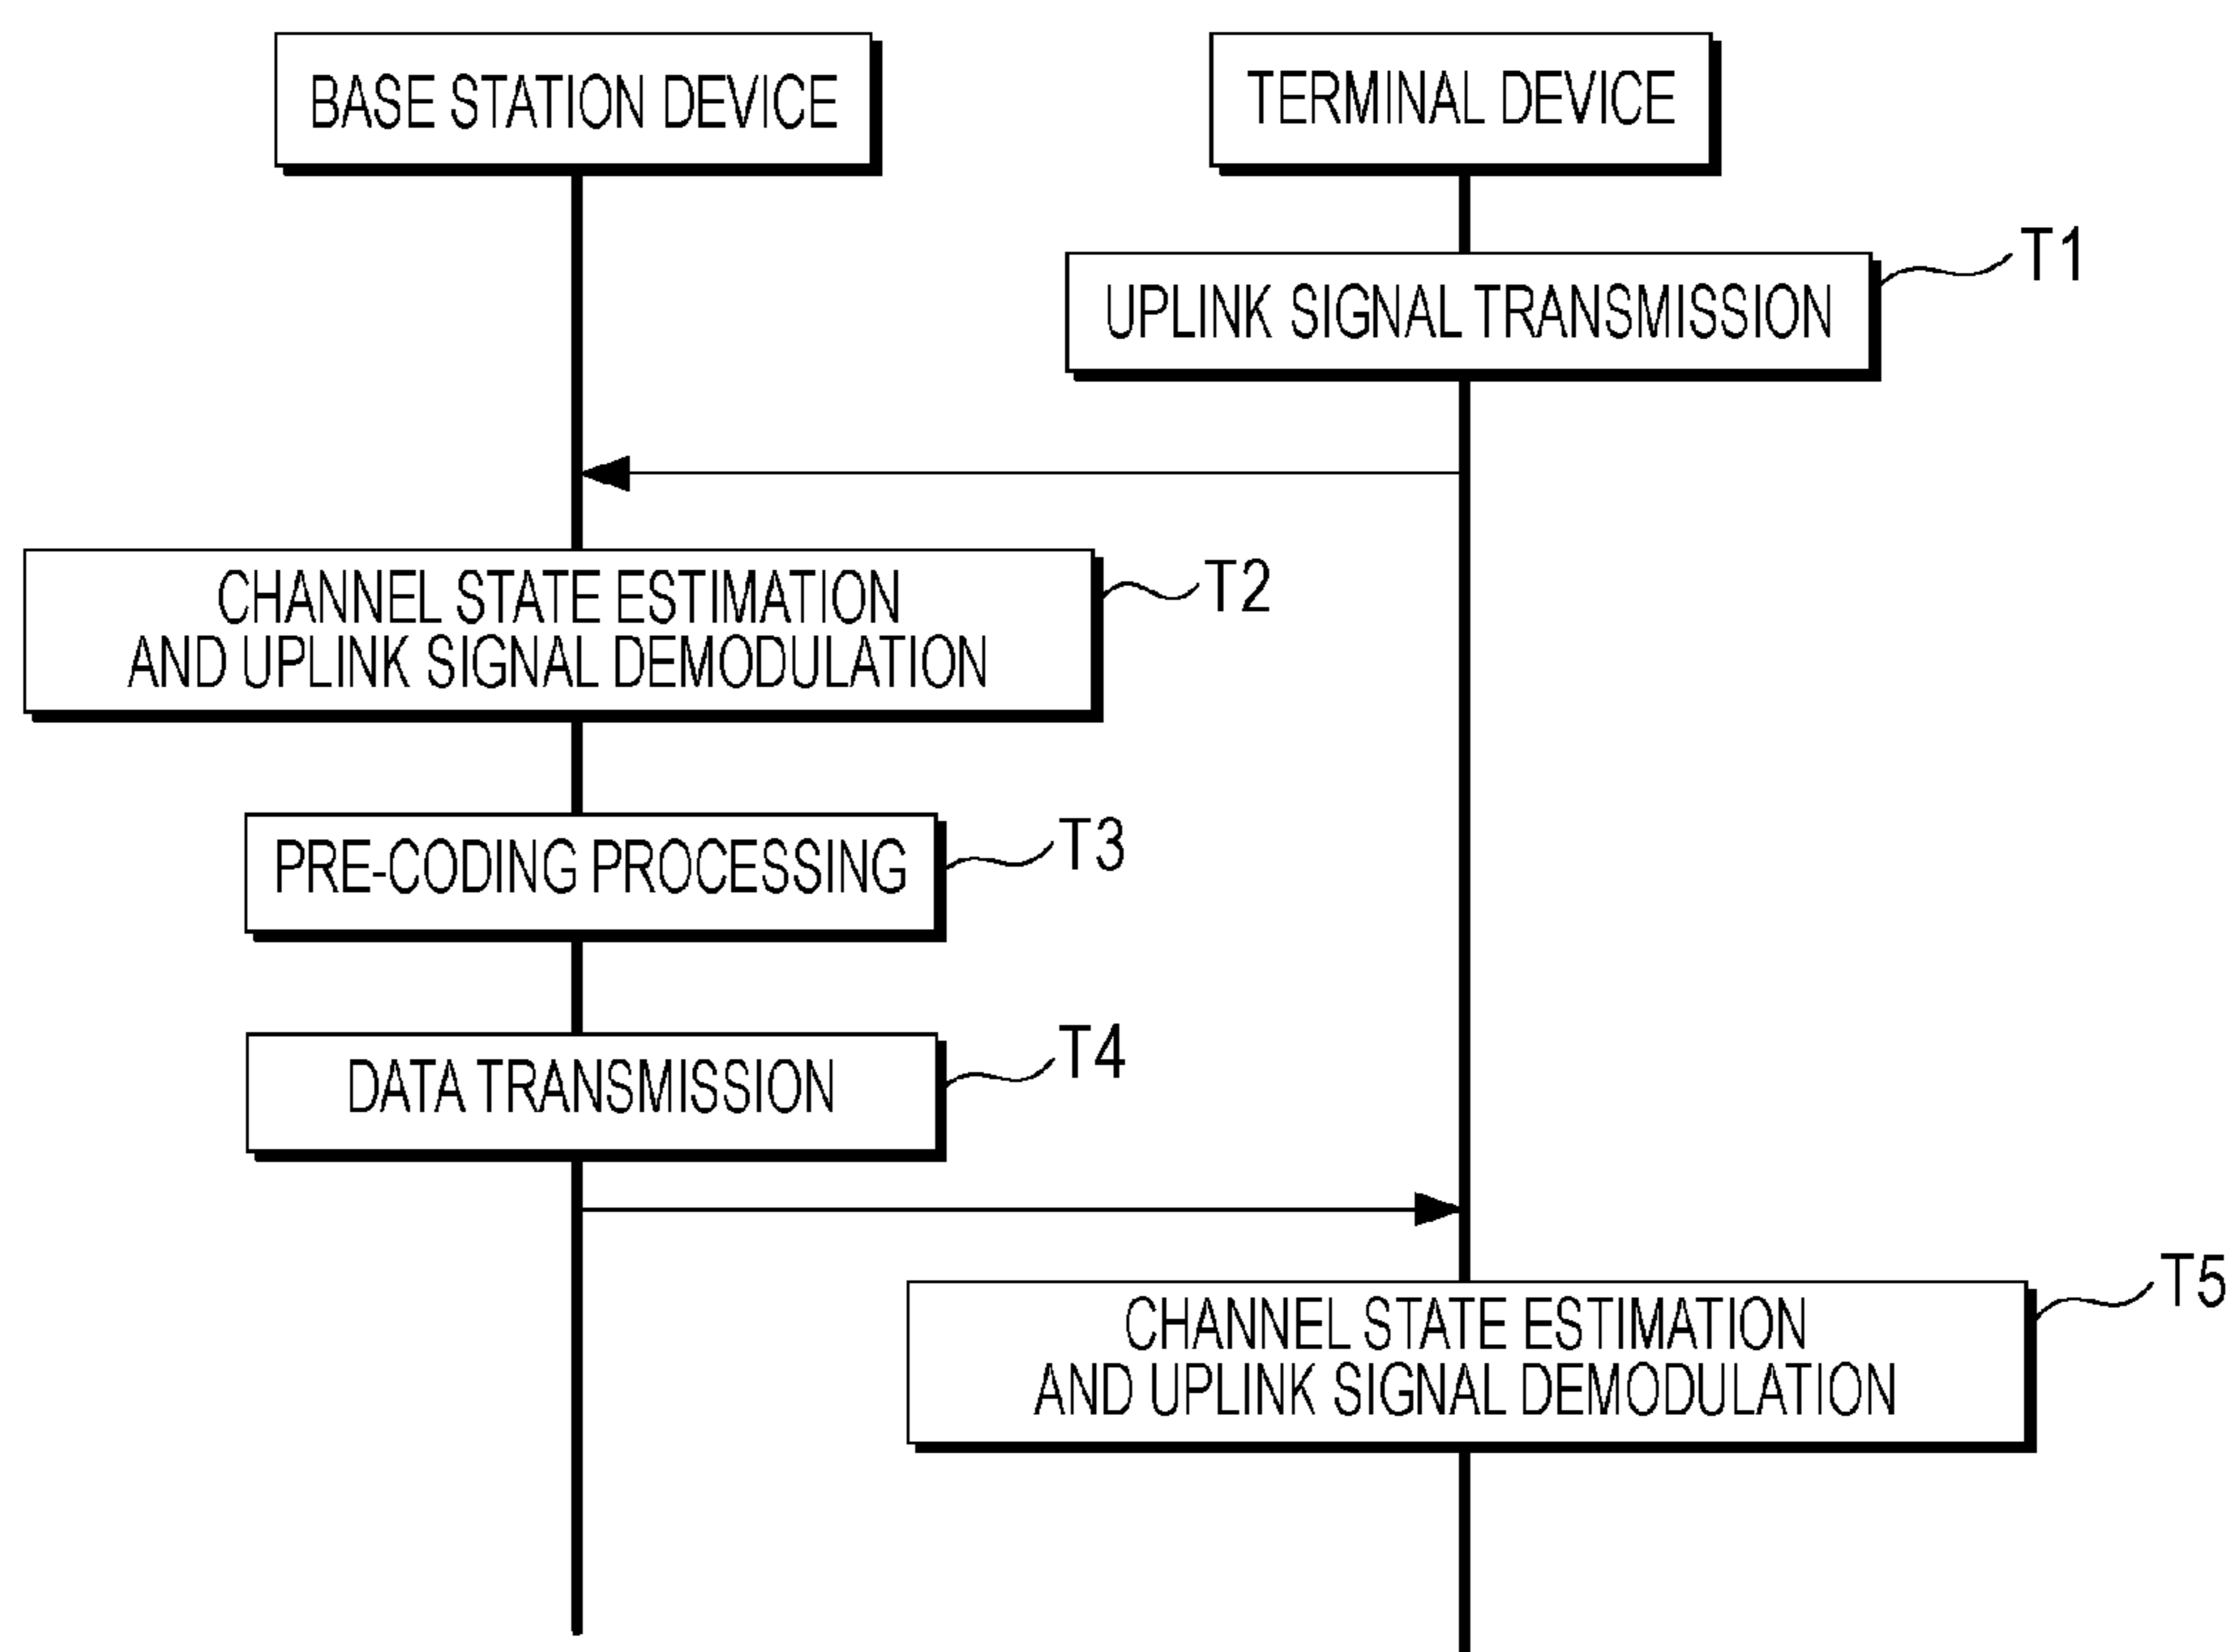 BASE STATION DEVICE
TERMINAL DEVICE
UPLINK SIGNAL TRANSMISSION
T1
CHANNEL STATE ESTIMATION
AND UPLINK SIGNAL DEMODULATION
T2
PRE-CODING PROCESSING
T3
DATA TRANSMISSION
T4
CHANNEL STATE ESTIMATION
AND UPLINK SIGNAL DEMODULATION
T5